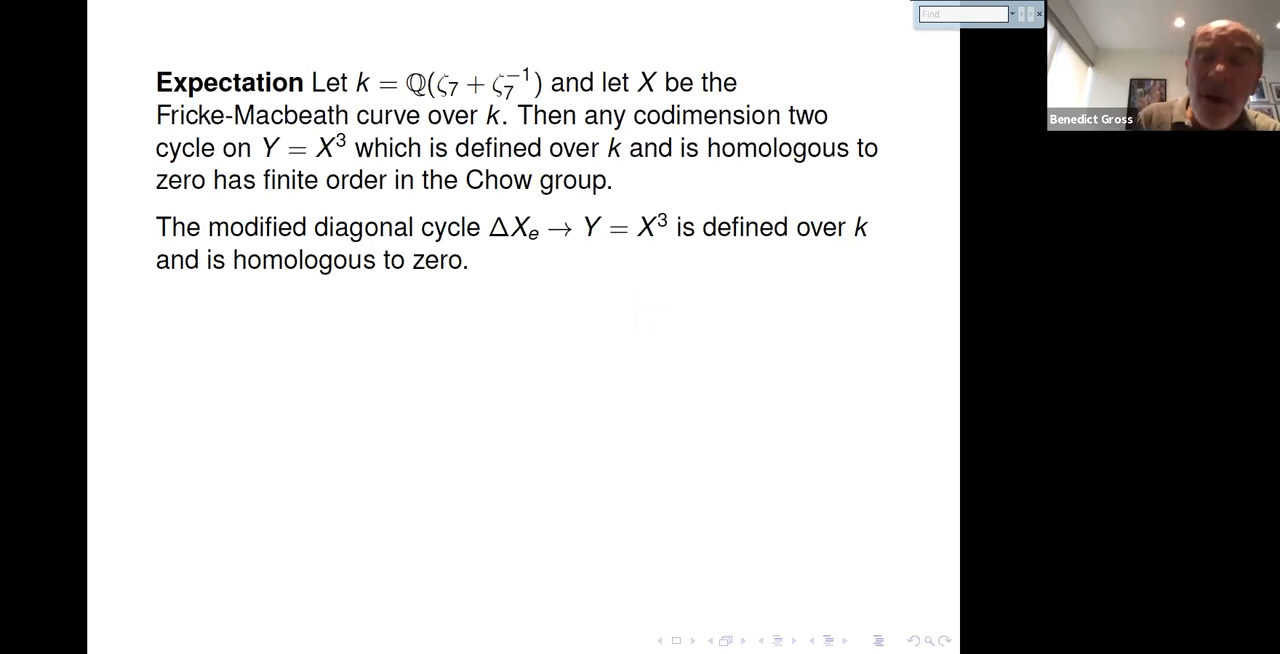 Find
Benedict Gross
Expectation Let k = ℚ(ζ₇ + ζ₇⁻¹) and let X be the
Fricke-Macbeath curve over k. Then any codimension two
cycle on Y = X³ which is defined over k and is homologous to
zero has finite order in the Chow group.
The modified diagonal cycle ΔXₑ → Y = X³ is defined over k
and is homologous to zero.